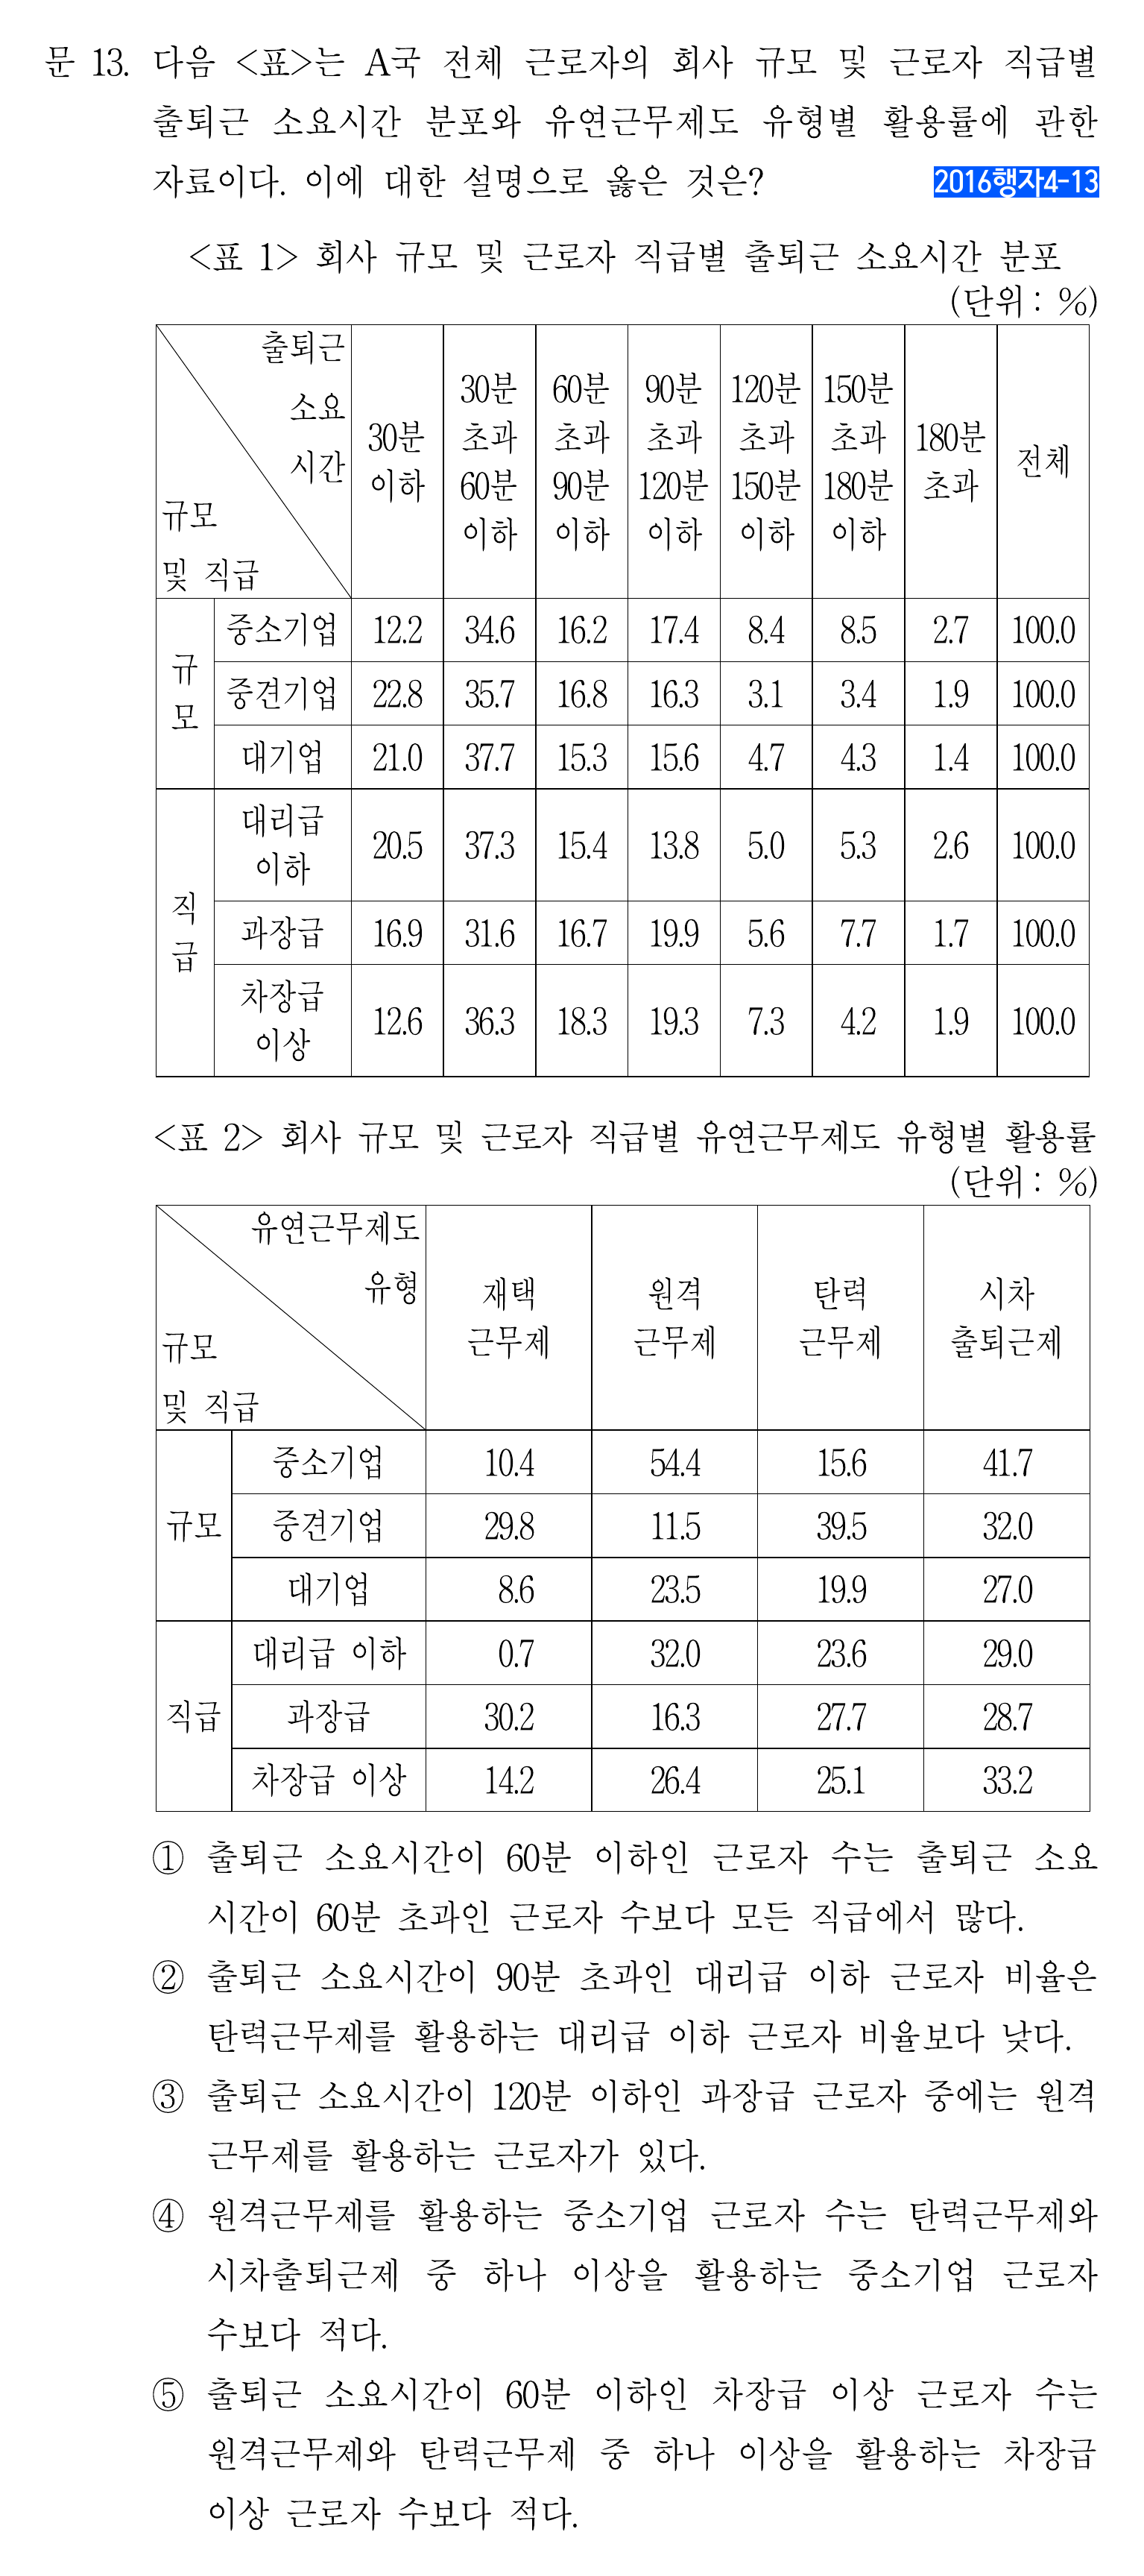 문 13. 다음 <표>는 A국 전체 근로자의 회사 규모 및 근로자 직급별
출퇴근 소요시간 분포와 유연근무제도 유형별 활용률에 관한
자료이다. 이에 대한 설명으로 옳은 것은?
2016행자4-13
<표 1> 회사 규모 및 근로자 직급별 출퇴근 소요시간 분포
(단위 : %)
출퇴근
소요
시간
규모
및 직급
30분
이하
30분
초과
60분
이하
60분
초과
90분
이하
90분
초과
120분
이하
120분
초과
150분
이하
150분
초과
180분
이하
180분
초과
전체
규
모
중소기업 12.2 34.6 16.2 17.4 8.4 8.5 2.7 100.0
중견기업 22.8 35.7 16.8 16.3 3.1 3.4 1.9 100.0
대기업 21.0 37.7 15.3 15.6 4.7 4.3 1.4 100.0
직
급
대리급
이하
20.5 37.3 15.4 13.8 5.0 5.3 2.6 100.0
과장급 16.9 31.6 16.7 19.9 5.6 7.7 1.7 100.0
차장급
이상
12.6 36.3 18.3 19.3 7.3 4.2 1.9 100.0
<표 2> 회사 규모 및 근로자 직급별 유연근무제도 유형별 활용률
(단위 : %)
유연근무제도
유형
규모
및 직급
재택
근무제
원격
근무제
탄력
근무제
시차
출퇴근제
규모
중소기업 10.4 54.4 15.6 41.7
중견기업 29.8 11.5 39.5 32.0
대기업 8.6 23.5 19.9 27.0
직급
대리급 이하 0.7 32.0 23.6 29.0
과장급 30.2 16.3 27.7 28.7
차장급 이상 14.2 26.4 25.1 33.2
① 출퇴근 소요시간이 60분 이하인 근로자 수는 출퇴근 소요
시간이 60분 초과인 근로자 수보다 모든 직급에서 많다.
② 출퇴근 소요시간이 90분 초과인 대리급 이하 근로자 비율은
탄력근무제를 활용하는 대리급 이하 근로자 비율보다 낮다.
③ 출퇴근 소요시간이 120분 이하인 과장급 근로자 중에는 원격
근무제를 활용하는 근로자가 있다.
④ 원격근무제를 활용하는 중소기업 근로자 수는 탄력근무제와
시차출퇴근제 중 하나 이상을 활용하는 중소기업 근로자
수보다 적다.
⑤ 출퇴근 소요시간이 60분 이하인 차장급 이상 근로자 수는
원격근무제와 탄력근무제 중 하나 이상을 활용하는 차장급
이상 근로자 수보다 적다.